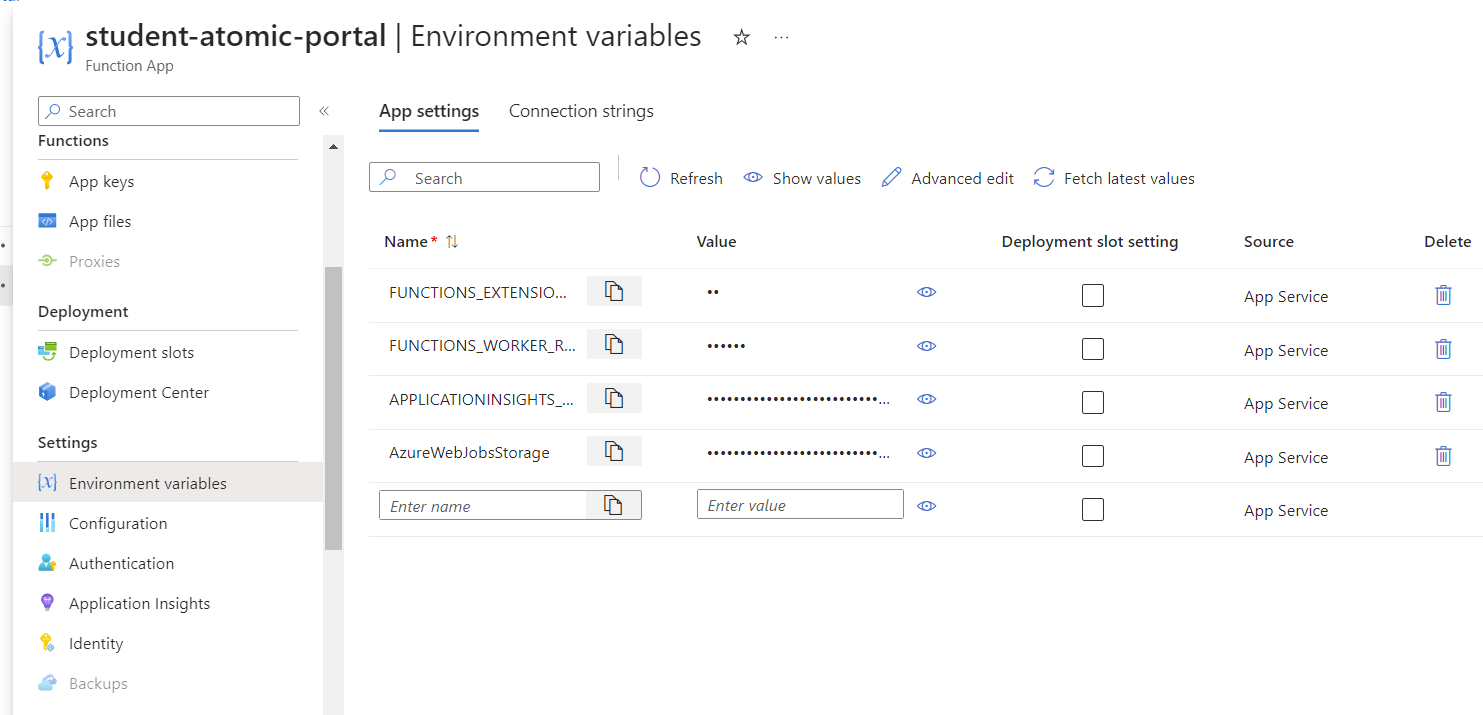 student-atomic-portal | Environment variables
Function App
Search
Functions
App keys
App files
Proxies
Deployment
Deployment slots
Deployment Center
Settings
Environment variables
Configuration
Authentication
Application Insights
Identity
Backups
App settings Connection strings
Search Refresh Show values Advanced edit Fetch latest values
Name* Value Deployment slot setting Source Delete
FUNCTIONS_EXTENSIO... •• App Service
FUNCTIONS_WORKER_R... •••••• App Service
APPLICATIONINSIGHTS_... ••••••••••••••••••••••••••... App Service
AzureWebJobsStorage ••••••••••••••••••••••••••... App Service
Enter name Enter value App Service